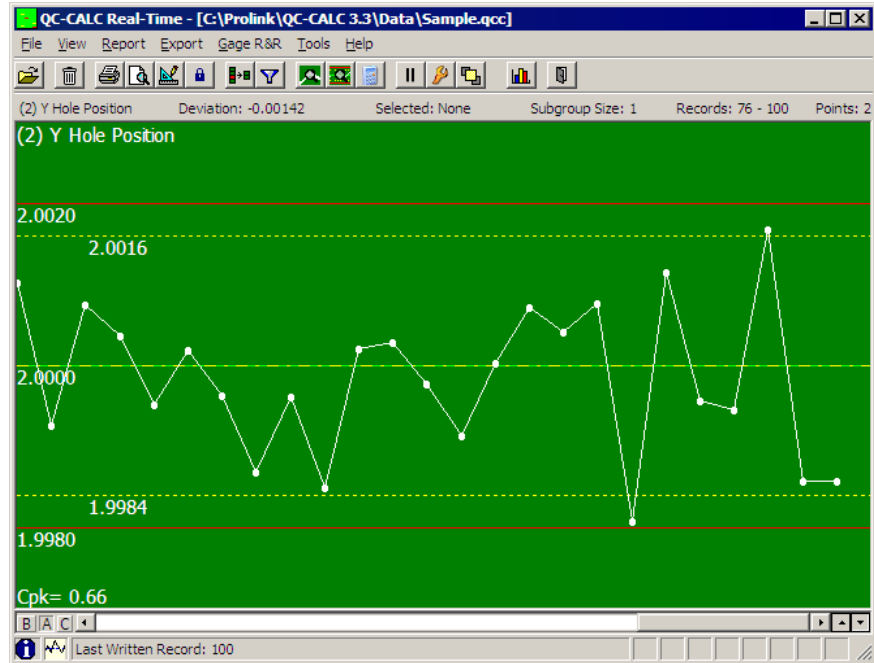 QC-CALC Real-Time - [C:\Prolink\QC-CALC 3.3\Data\Sample.qcc]
File View Report Export Gage R&R Tools Help
(2) Y Hole Position Deviation: -0.00142 Selected: None Subgroup Size: 1 Records: 76 - 100 Points: 2
(2) Y Hole Position
2.0020
2.0016
2.0000
1.9984
1.9980
Cpk= 0.66
B A C
Last Written Record: 100